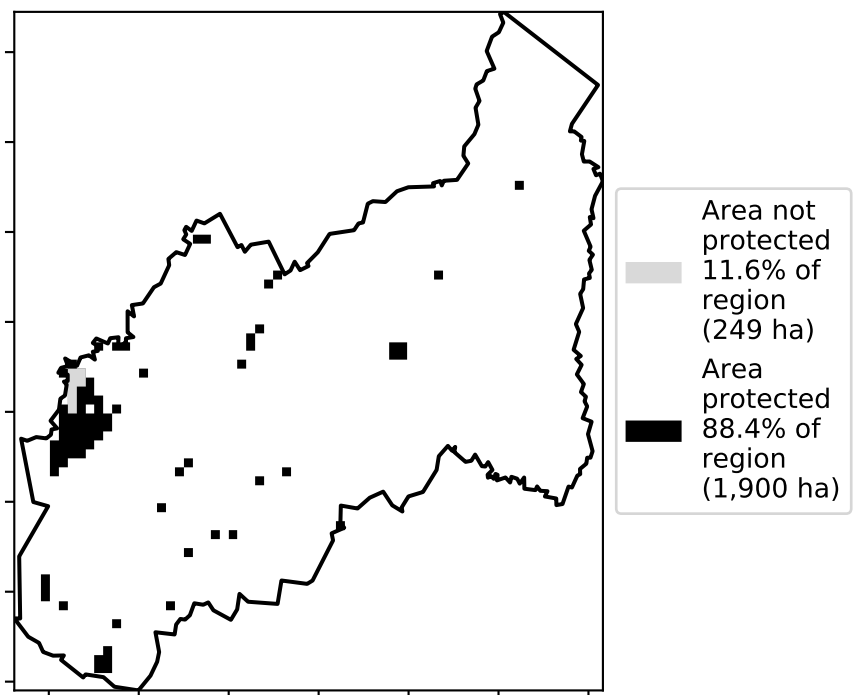 Area not
protected
11.6% of
region
(249 ha)
Area
protected
88.4% of
region
(1,900 ha)